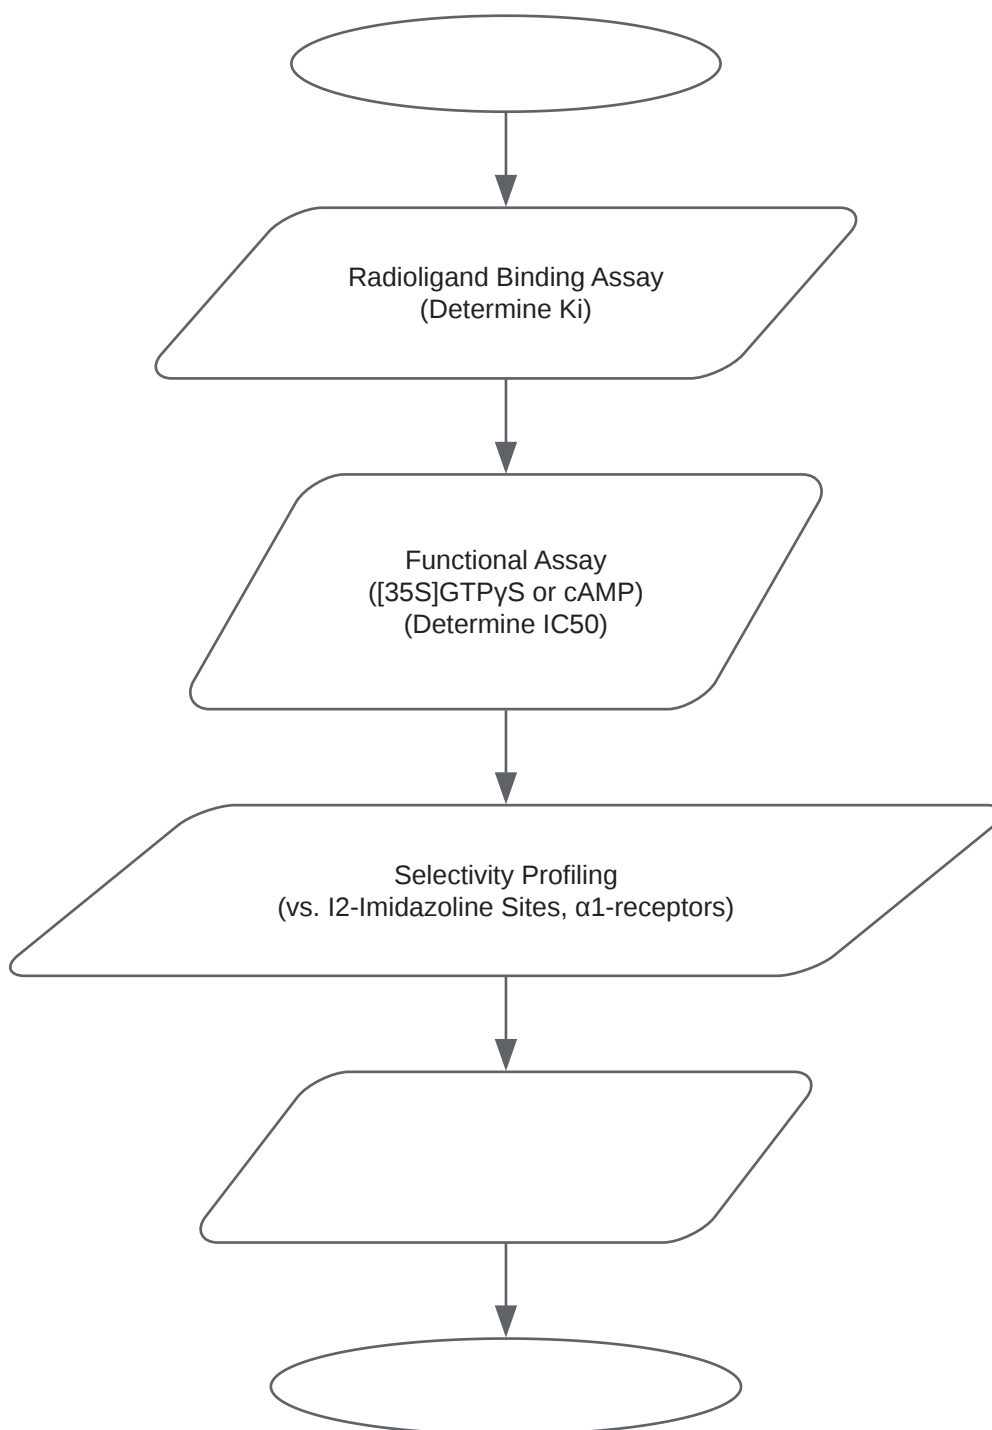 Radioligand Binding Assay
(Determine Ki)
Functional Assay
([35S]GTPγS or cAMP)
(Determine IC50)
Selectivity Profiling
(vs. I2-Imidazoline Sites, α1-receptors)